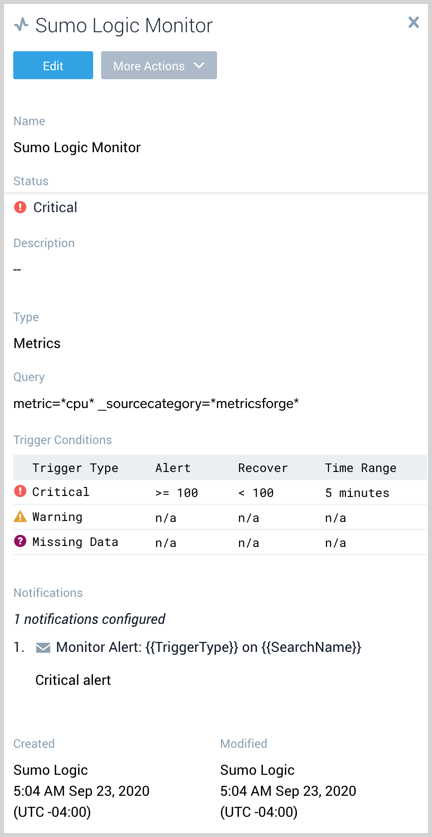 Sumo Logic Monitor
Edit More Actions
Name
Sumo Logic Monitor
Status
Critical
Description
--
Type
Metrics
Query
metric=*cpu* _sourcecategory=*metricsforge*
Trigger Conditions
Trigger Type Alert Recover Time Range
Critical >= 100 < 100 5 minutes
Warning n/a n/a n/a
Missing Data n/a n/a n/a
Notifications
1 notifications configured
1. Monitor Alert: {{TriggerType}} on {{SearchName}}
Critical alert
Created Modified
Sumo Logic Sumo Logic
5:04 AM Sep 23, 2020 5:04 AM Sep 23, 2020
(UTC -04:00) (UTC -04:00)